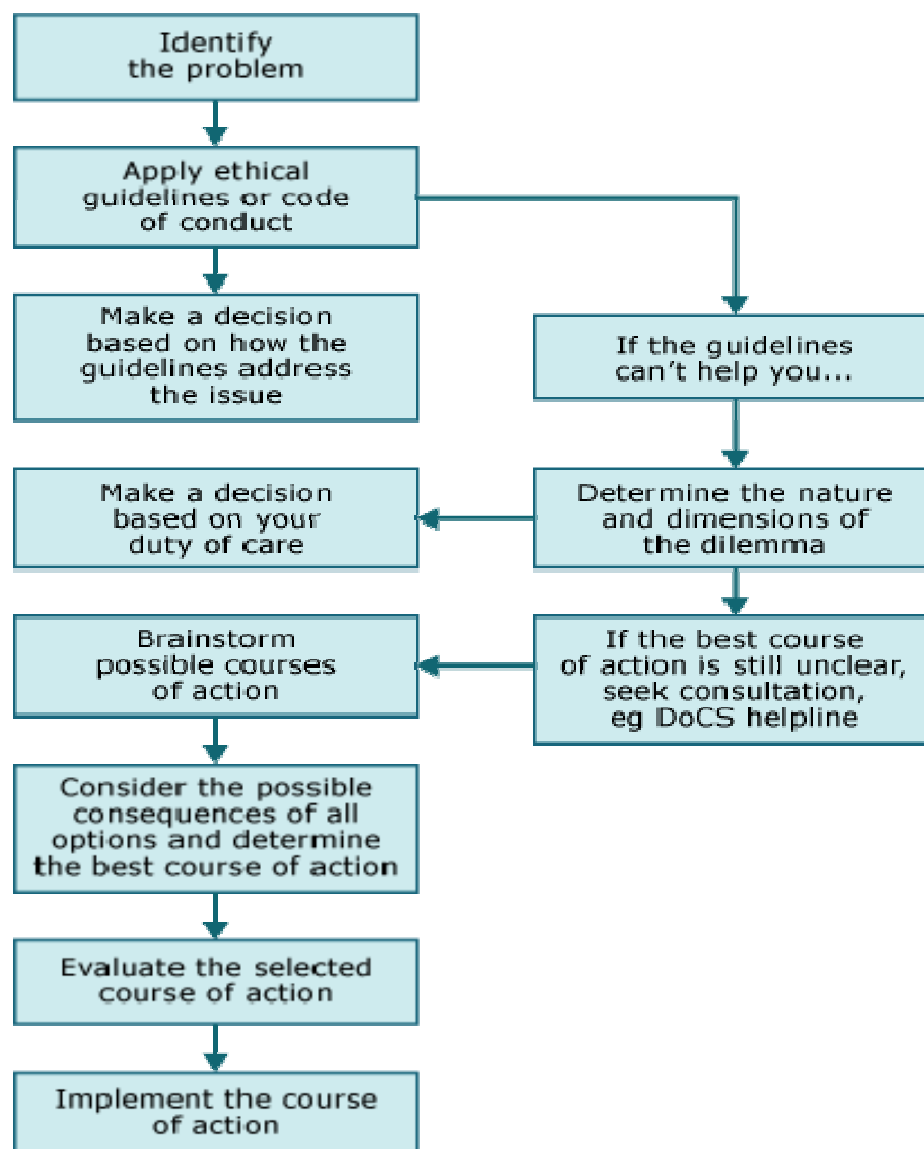 Identify
the problem
Apply ethical
guidelines or code
of conduct
Make a decision
based on how the
guidelines address
the issue
If the guidelines
can't help you...
Make a decision
based on your
duty of care
Determine the nature
and dimensions of
the dilemma
Brainstorm
possible courses
of action
If the best course
of action is still unclear,
seek consultation,
eg DoCS helpline
Consider the possible
consequences of all
options and determine
the best course of action
Evaluate the selected
course of action
Implement the course
of action